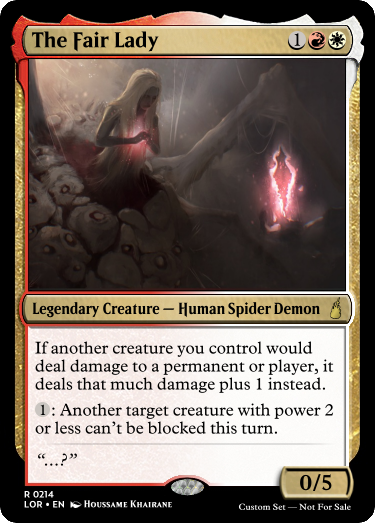 The Fair Lady 1
Legendary Creature — Human Spider Demon
If another creature you control would
deal damage to a permanent or player, it
deals that much damage plus 1 instead.
1: Another target creature with power 2
or less can't be blocked this turn.
“...?”
0/5
R 0214
LOR • EN Houssame Khairane
Custom Set — Not For Sale